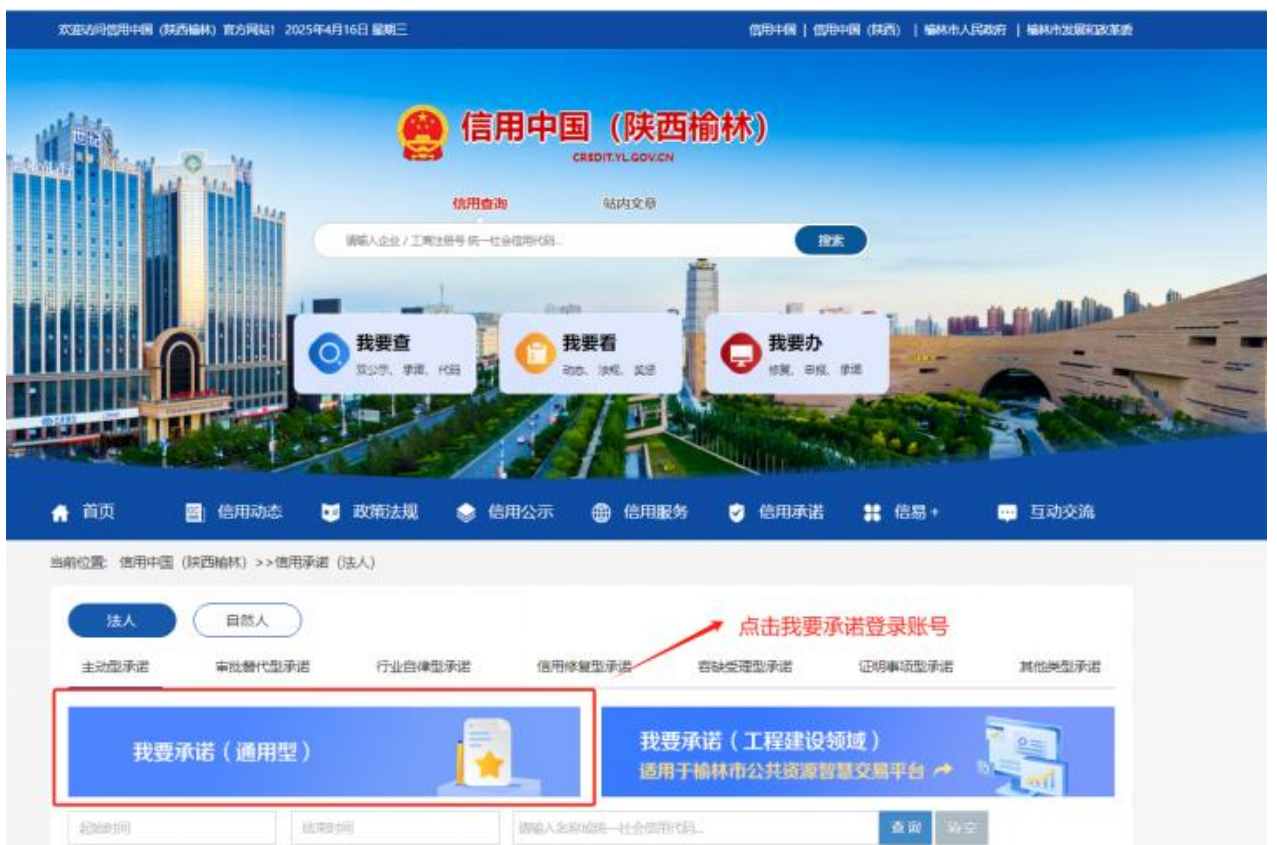 欢迎访问信用中国（陕西榆林）官方网站！ 2025年4月16日 星期三
信用中国 | 信用中国（陕西） | 榆林市人民政府 | 榆林市发展和改革委
世纪
信用中国（陕西榆林）
CREDIT.YL.GOV.CN
信用查询 站内文章
请输入企业 / 工商注册号 统一社会信用代码...
搜索
我要查
双公示、承诺、代码
我要看
动态、法规、奖惩
我要办
修复、申报、承诺
首页 信用动态 政策法规 信用公示 信用服务 信用承诺 信易+ 互动交流
当前位置: 信用中国（陕西榆林）>>信用承诺（法人）
法人 自然人
点击我要承诺登录账号
主动型承诺 审批替代型承诺 行业自律型承诺 信用修复型承诺 容缺受理型承诺 证明事项型承诺 其他类型承诺
我要承诺（通用型）
我要承诺（工程建设领域）
适用于榆林市公共资源智慧交易平台
起始时间 结束时间 请输入名称或统一社会信用代码... 查询 清空